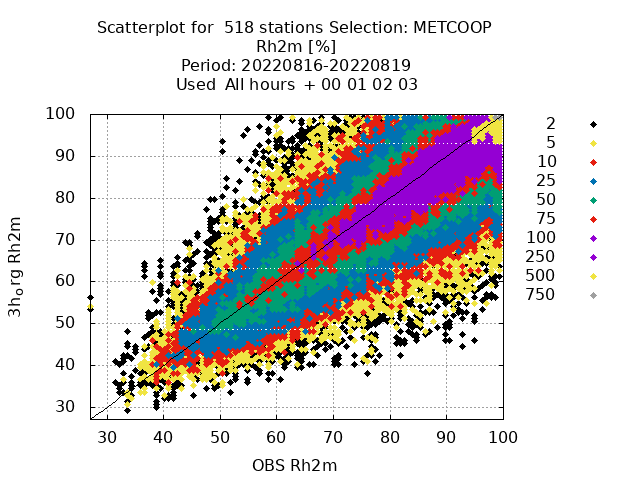 Scatterplot for  518 stations Selection: METCOOP
Rh2m [%]
Period: 20220816-20220819
Used  All hours  + 00 01 02 03
3h_org Rh2m
100
90
80
70
60
50
40
30
30 40 50 60 70 80 90 100
OBS Rh2m
2
5
10
25
50
75
100
250
500
750